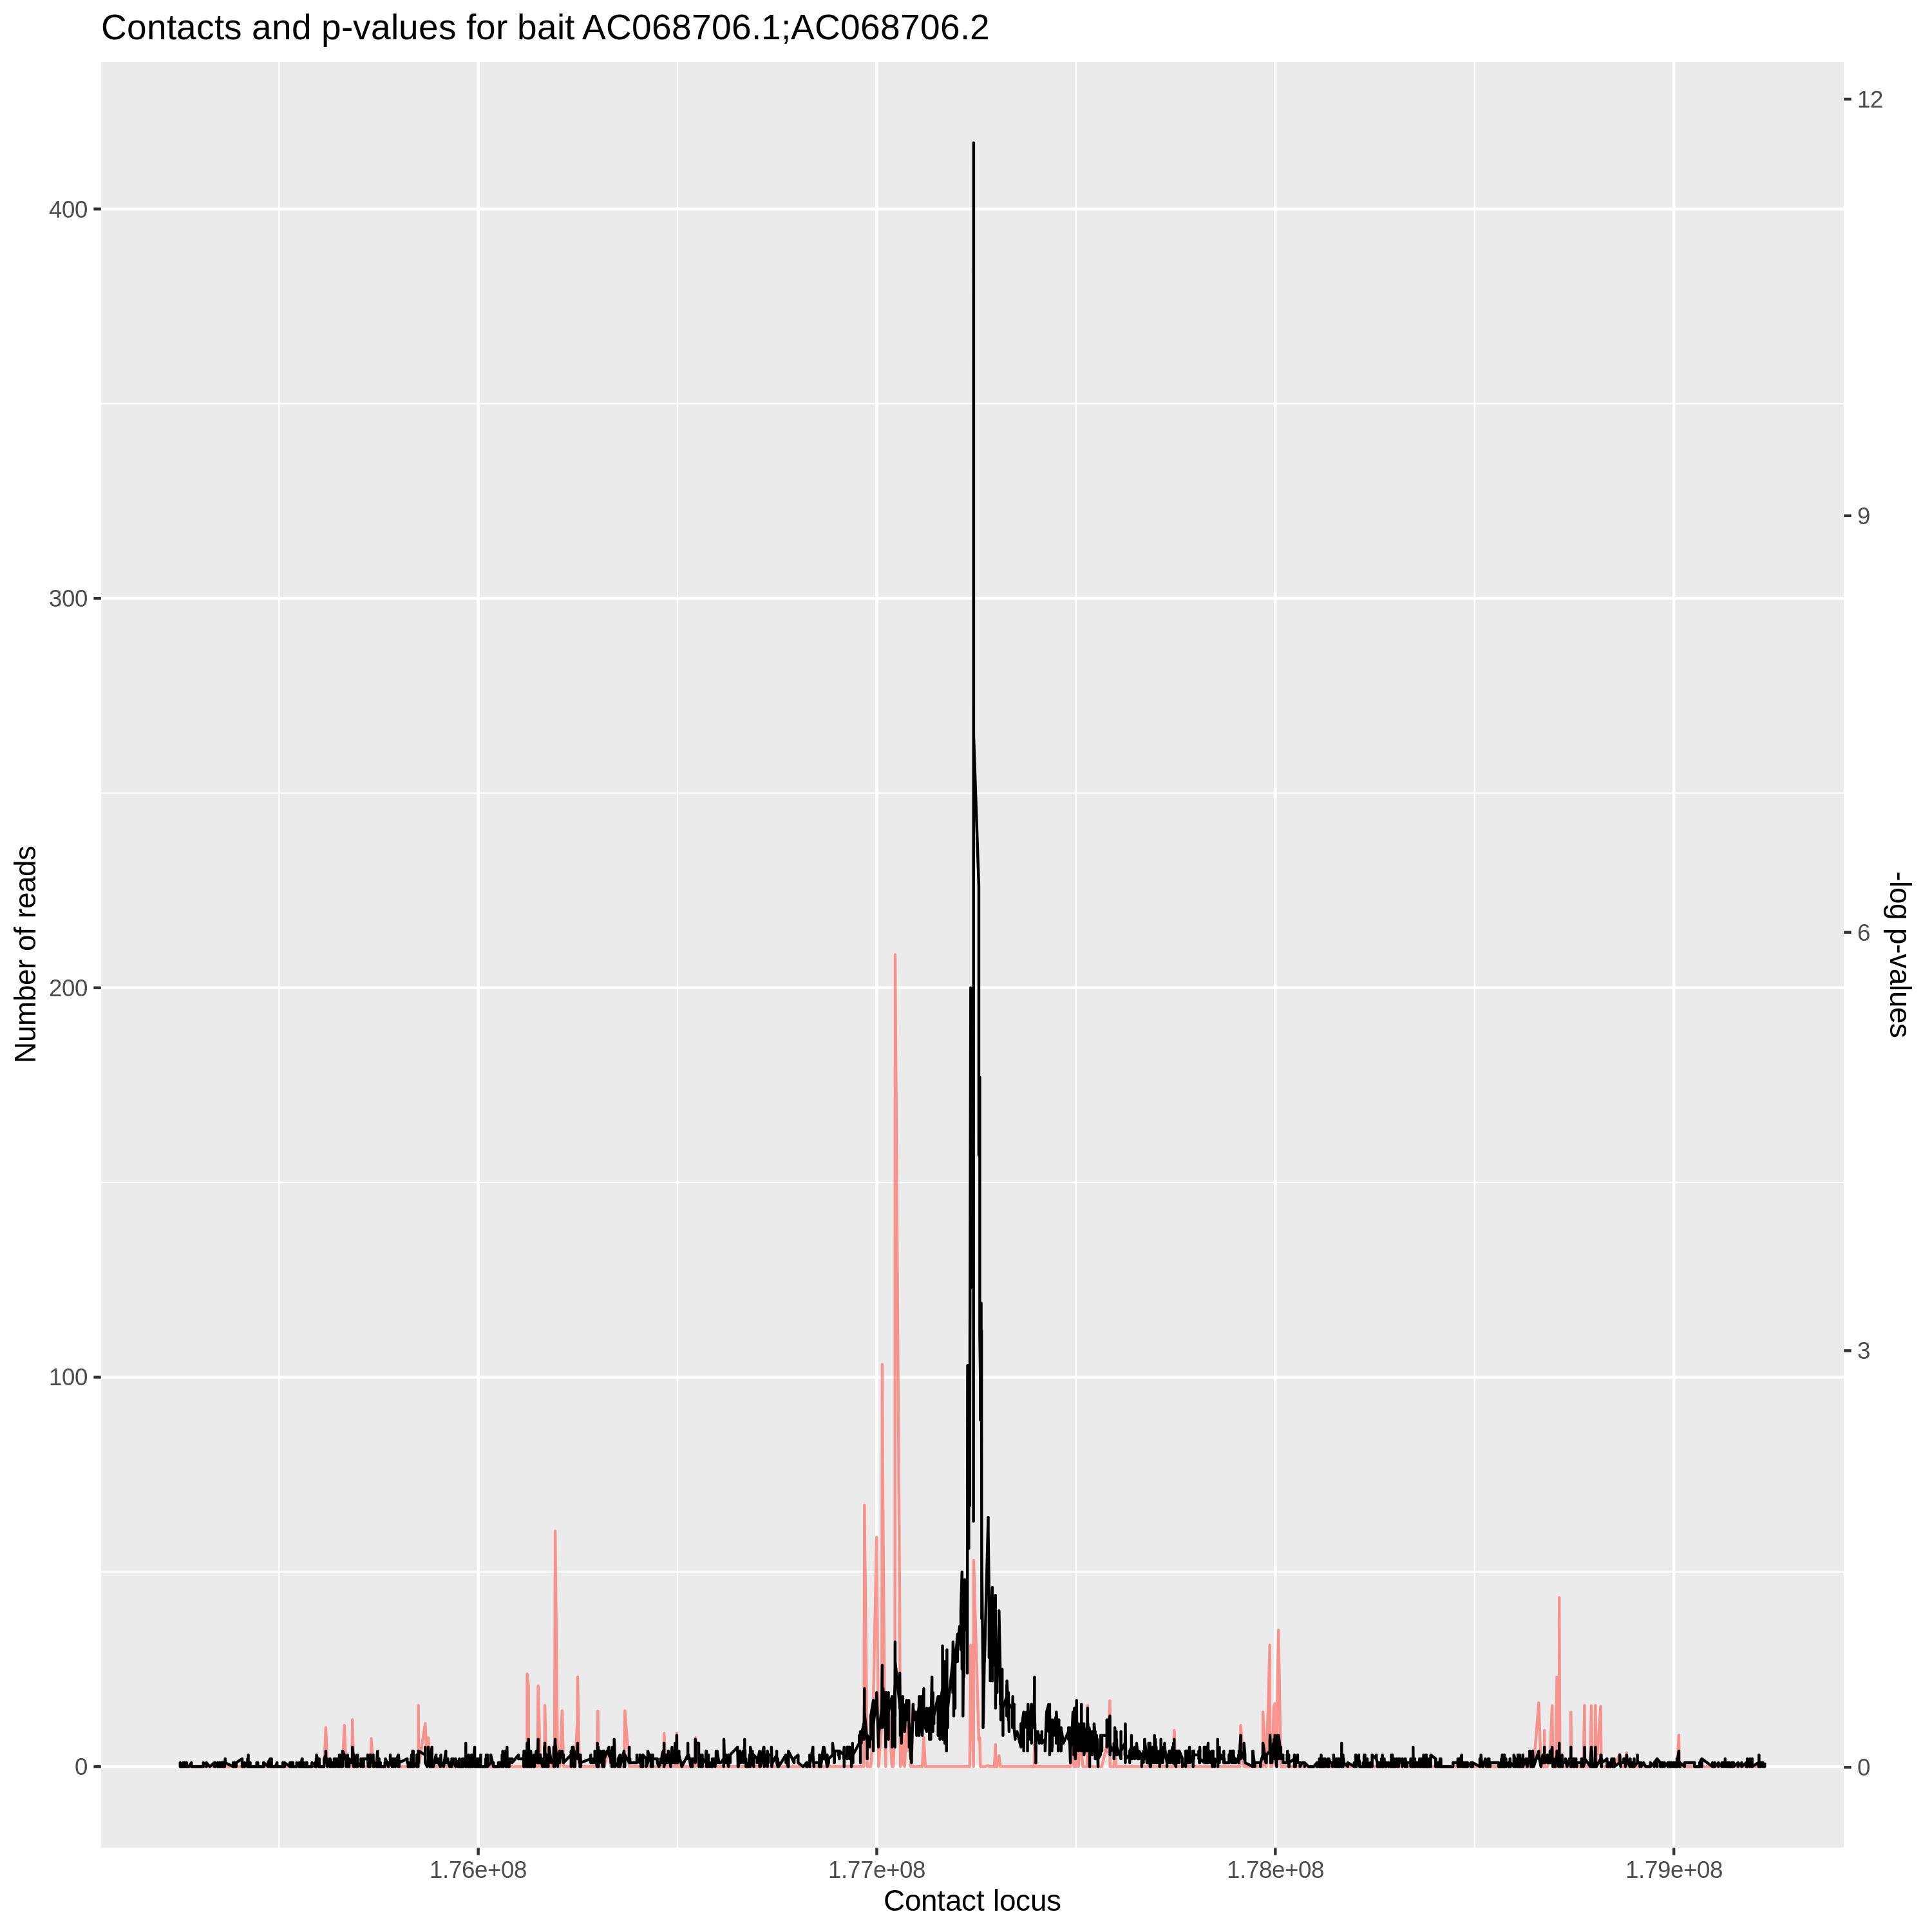 Contacts and p-values for bait AC068706.1;AC068706.2
400
300
200
100
0
12
9
6
3
0
Number of reads
-log p-values
1.76e+08
1.77e+08
1.78e+08
1.79e+08
Contact locus